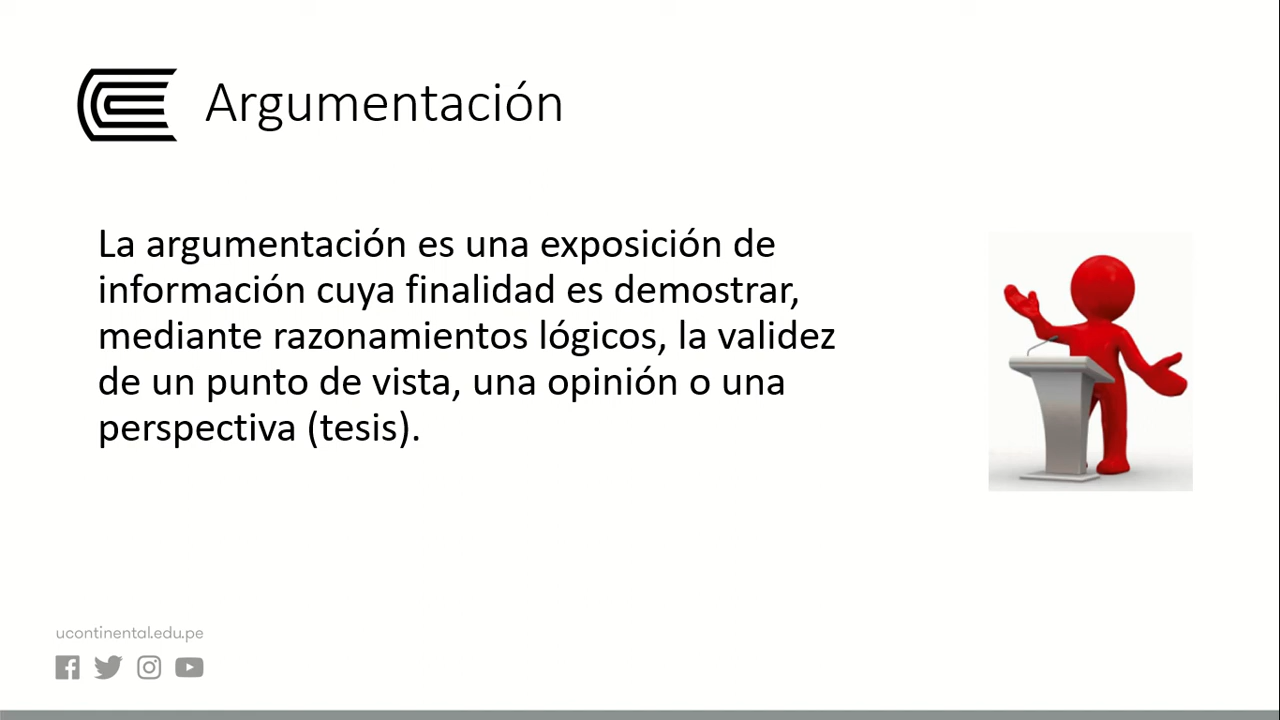 Argumentación
La argumentación es una exposición de
información cuya finalidad es demostrar,
mediante razonamientos lógicos, la validez
de un punto de vista, una opinión o una
perspectiva (tesis).
ucontinental.edu.pe